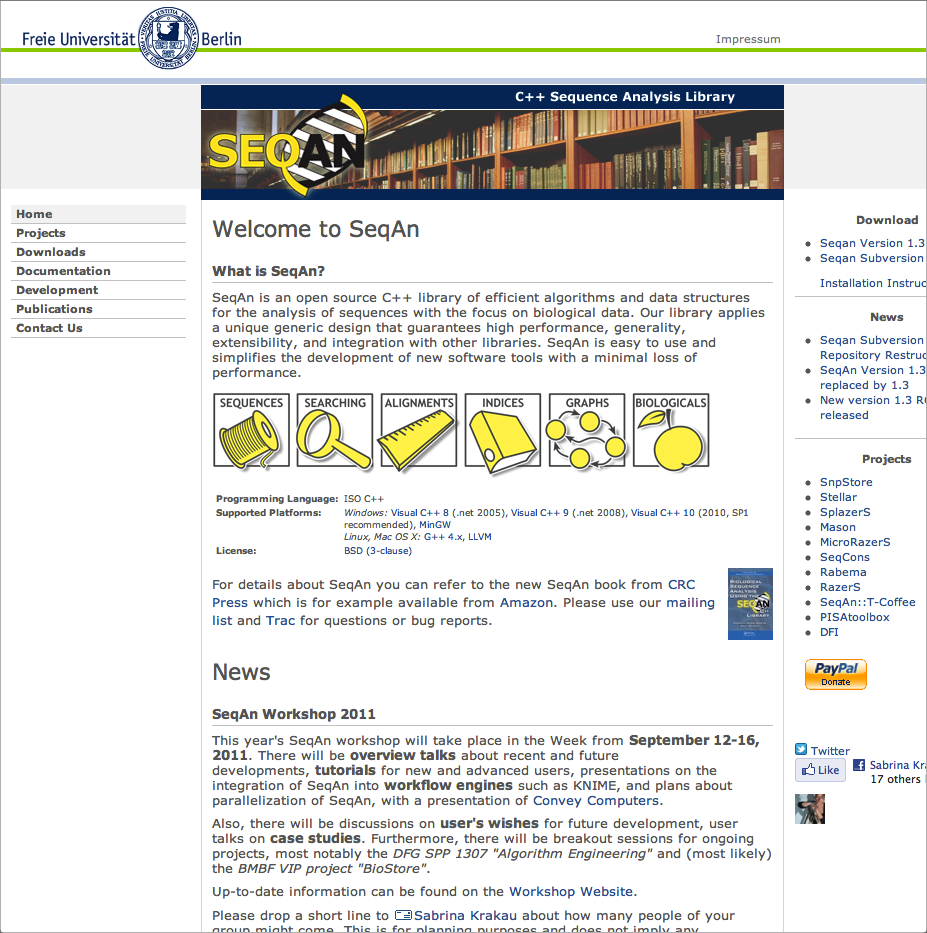 Freie Universität Berlin
Impressum
C++ Sequence Analysis Library
SEQAN
Home
Projects
Downloads
Documentation
Development
Publications
Contact Us
Welcome to SeqAn
What is SeqAn?
SeqAn is an open source C++ library of efficient algorithms and data structures
for the analysis of sequences with the focus on biological data. Our library applies
a unique generic design that guarantees high performance, generality,
extensibility, and integration with other libraries. SeqAn is easy to use and
simplifies the development of new software tools with a minimal loss of
performance.
SEQUENCES SEARCHING ALIGNMENTS INDICES GRAPHS BIOLOGICALS
Programming Language: ISO C++
Supported Platforms: Windows: Visual C++ 8 (.net 2005), Visual C++ 9 (.net 2008), Visual C++ 10 (2010, SP1
recommended), MinGW
Linux, Mac OS X: G++ 4.x, LLVM
License: BSD (3-clause)
For details about SeqAn you can refer to the new SeqAn book from CRC
Press which is for example available from Amazon. Please use our mailing
list and Trac for questions or bug reports.
BIOLOGICAL
SEQUENCE
ANALYSIS
USING THE
SEQAN
LIBRARY
News
SeqAn Workshop 2011
This year's SeqAn workshop will take place in the Week from September 12-16,
2011. There will be overview talks about recent and future
developments, tutorials for new and advanced users, presentations on the
integration of SeqAn into workflow engines such as KNIME, and plans about
parallelization of SeqAn, with a presentation of Convey Computers.
Also, there will be discussions on user's wishes for future development, user
talks on case studies. Furthermore, there will be breakout sessions for ongoing
projects, most notably the DFG SPP 1307 "Algorithm Engineering" and (most likely)
the BMBF VIP project "BioStore".
Up-to-date information can be found on the Workshop Website.
Please drop a short line to Sabrina Krakau about how many people of your
group might come. This is for planning purposes and does not imply any
Download
Seqan Version 1.3
Seqan Subversion
Installation Instruc
News
Seqan Subversion
Repository Restruc
SeqAn Version 1.3
replaced by 1.3
New version 1.3 R
released
Projects
SnpStore
Stellar
SplazerS
Mason
MicroRazerS
SeqCons
Rabema
RazerS
SeqAn::T-Coffee
PISAtoolbox
DFI
PayPal
Donate
Twitter
Like
Sabrina Kra
17 others